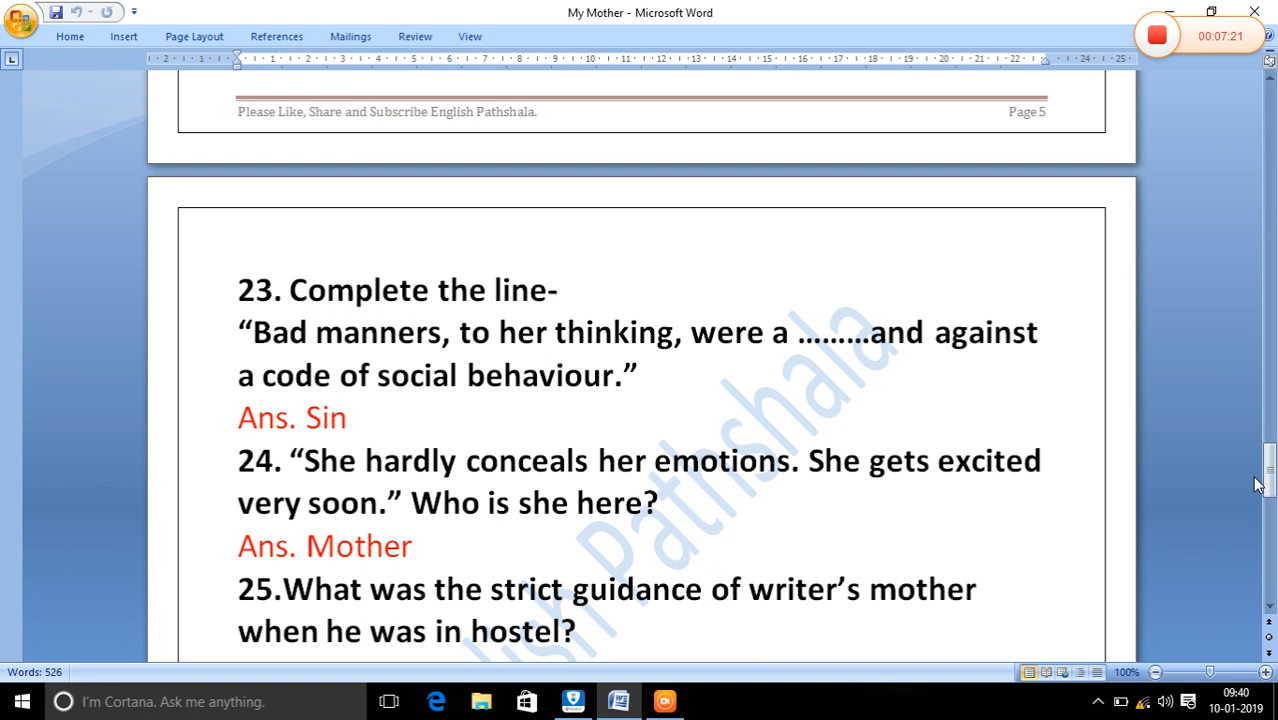 My Mother - Microsoft Word
Home Insert Page Layout References Mailings Review View
00:07:21
Please Like, Share and Subscribe English Pathshala. Page 5
23. Complete the line-
“Bad manners, to her thinking, were a .........and against
a code of social behaviour.”
Ans. Sin
24. “She hardly conceals her emotions. She gets excited
very soon.” Who is she here?
Ans. Mother
25.What was the strict guidance of writer’s mother
when he was in hostel?
Pathshala
Words: 526
100%
I'm Cortana. Ask me anything.
09:40
10-01-2019